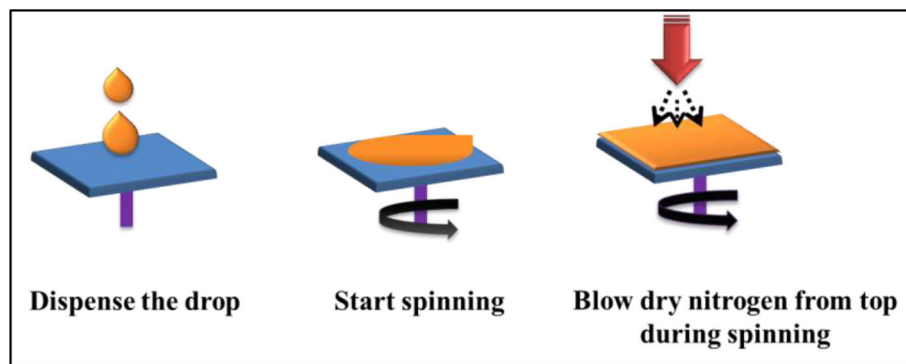 Dispense the drop
Start spinning
Blow dry nitrogen from top
during spinning